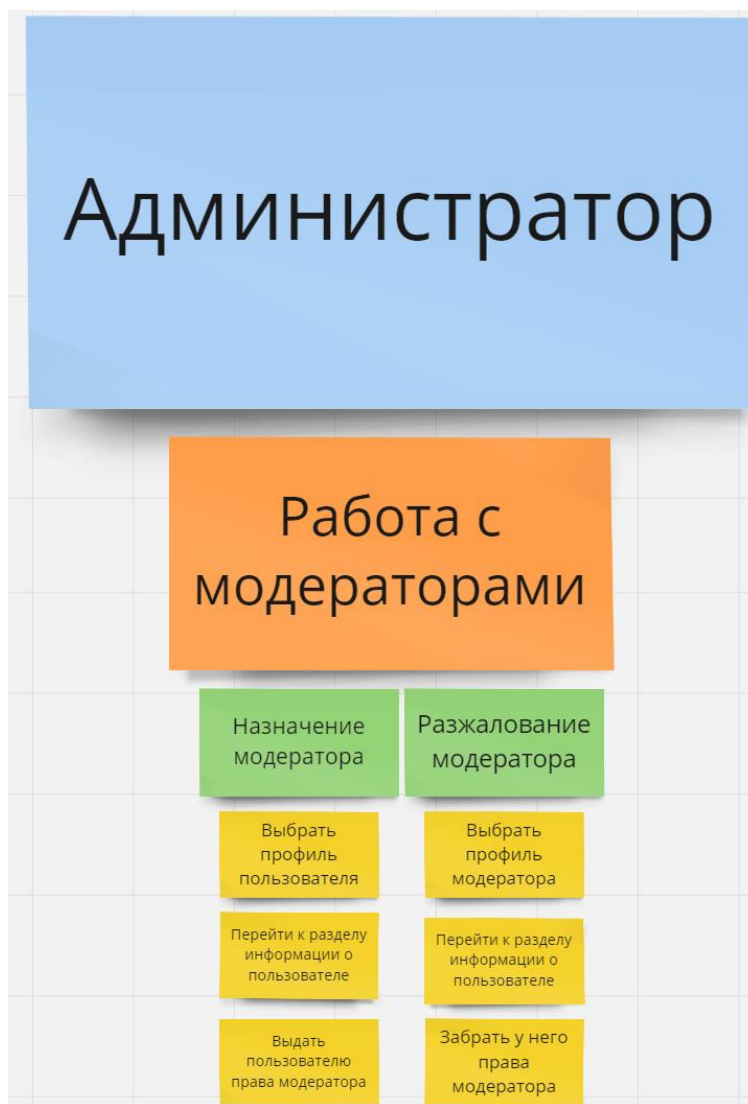 Администратор
Работа с
модераторами
Назначение
модератора
Разжалование
модератора
Выбрать
профиль
пользователя
Выбрать
профиль
модератора
Перейти к разделу
информации о
пользователе
Перейти к разделу
информации о
пользователе
Выдать
пользователю
права модератора
Забрать у него
права
модератора